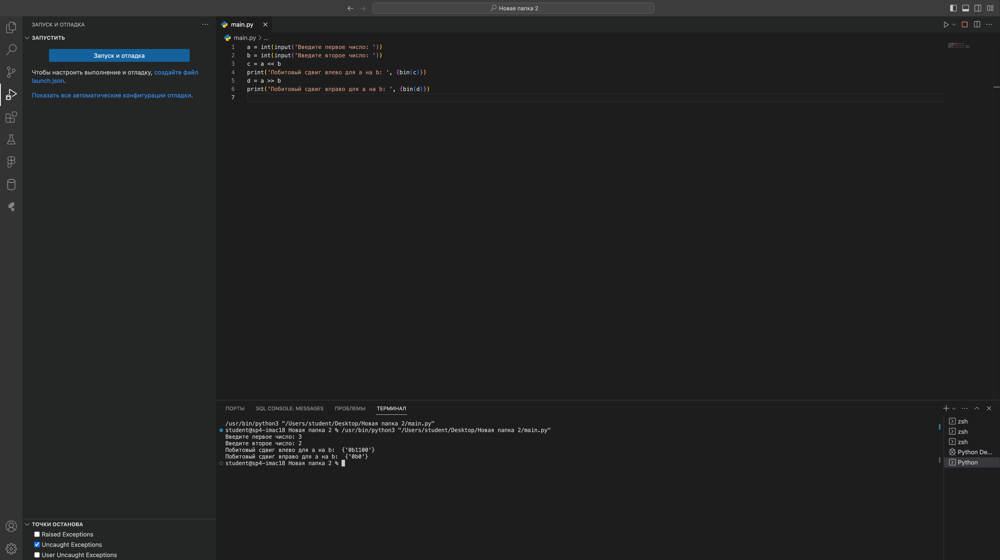 Новая папка 2
ЗАПУСК И ОТЛАДКА
ЗАПУСТИТЬ
Запуск и отладка
Чтобы настроить выполнение и отладку, создайте файл
launch.json.
Показать все автоматические конфигурации отладки.
main.py
main.py > ...
1 a = int(input('Введите первое число: '))
2 b = int(input('Введите второе число: '))
3 c = a << b
4 print('Побитовый сдвиг влево для a на b: ', {bin(c)})
5 d = a >> b
6 print('Побитовый сдвиг вправо для a на b: ', {bin(d)})
7
ПОРТЫ SQL CONSOLE: MESSAGES ПРОБЛЕМЫ ТЕРМИНАЛ
/usr/bin/python3 "/Users/student/Desktop/Новая папка 2/main.py"
student@sp4-imac18 Новая папка 2 % /usr/bin/python3 "/Users/student/Desktop/Новая папка 2/main.py"
Введите первое число: 3
Введите второе число: 2
Побитовый сдвиг влево для a на b:  {'0b1100'}
Побитовый сдвиг вправо для a на b:  {'0b0'}
student@sp4-imac18 Новая папка 2 %
zsh
zsh
zsh
Python De...
Python
ТОЧКИ ОСТАНОВА
Raised Exceptions
Uncaught Exceptions
User Uncaught Exceptions